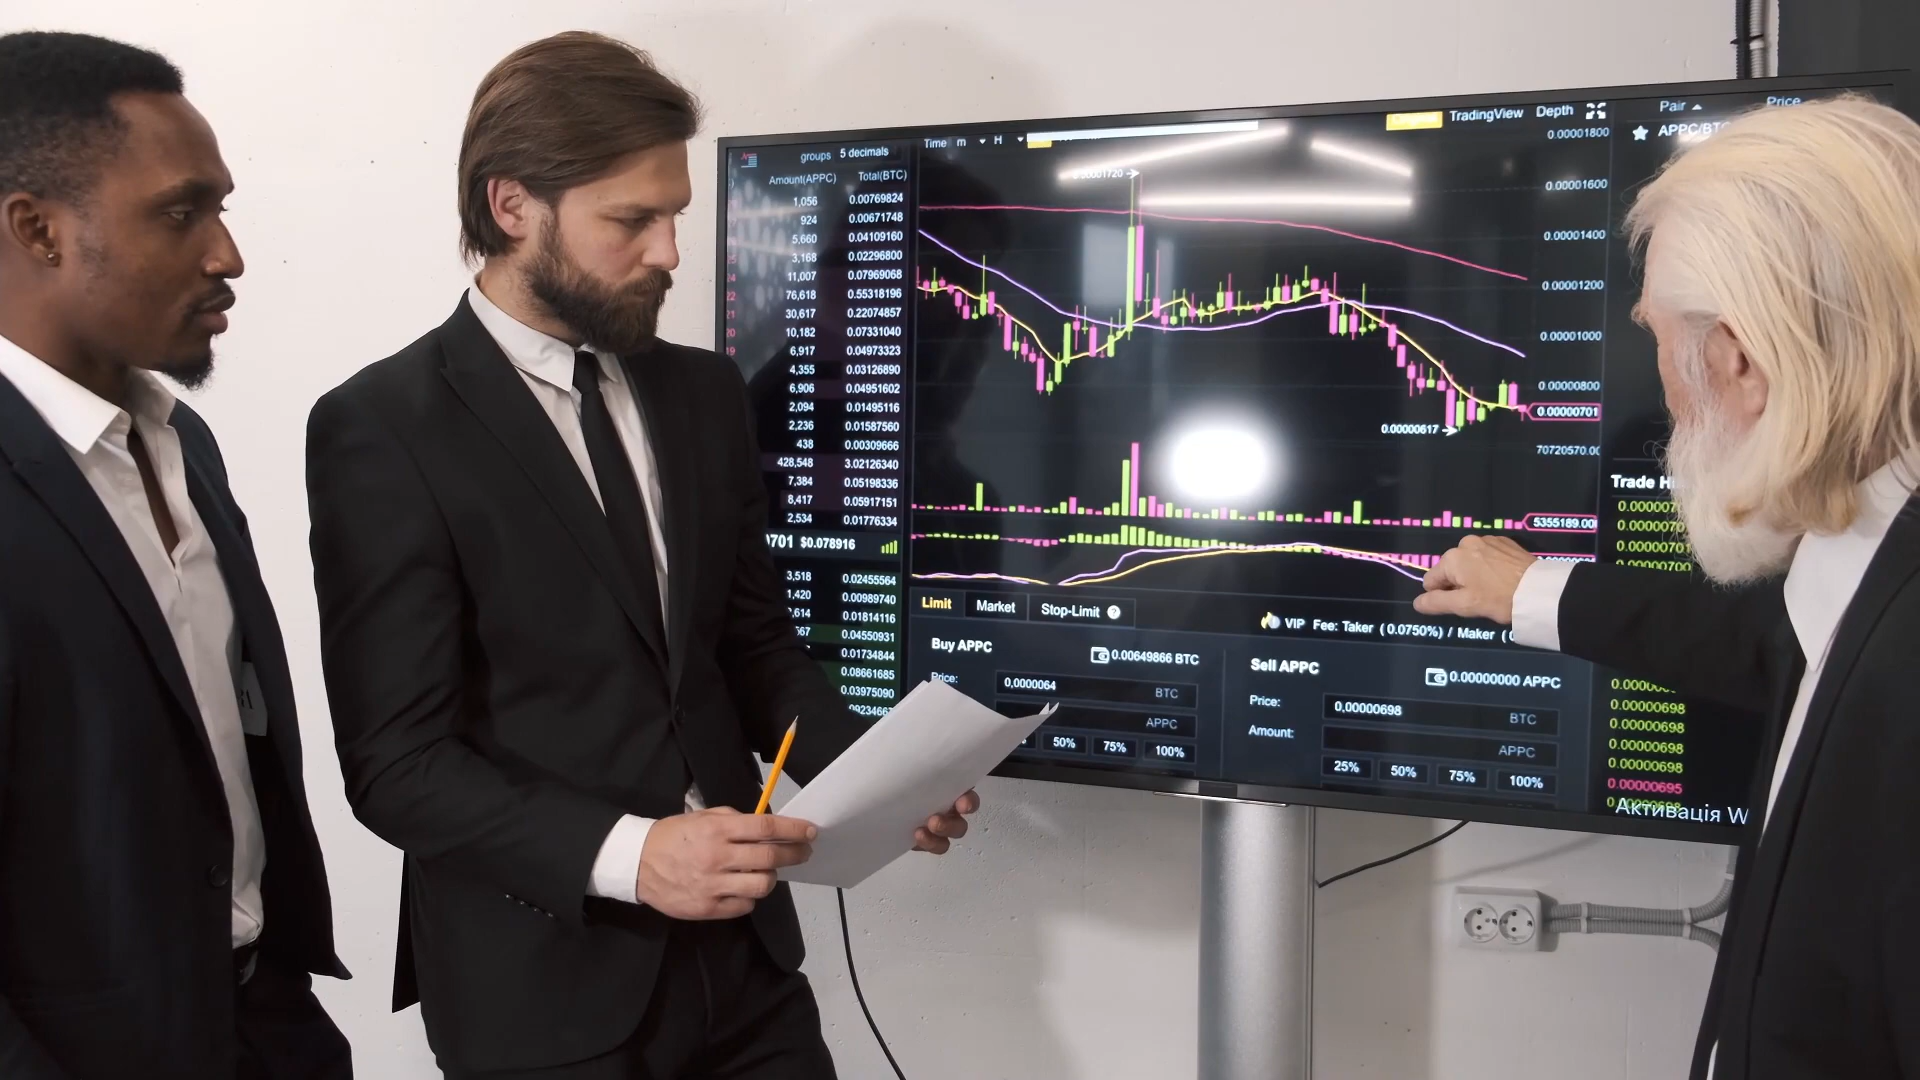 groups 5 decimals
Amount(APPC) Total(BTC)
1,056 0.00769824
924 0.00671748
5,660 0.04109160
3,168 0.02296800
11,007 0.07969068
76,618 0.55318196
30,617 0.22074857
10,182 0.07331040
6,917 0.04973323
4,355 0.03126890
6,906 0.04951602
2,094 0.01495116
2,236 0.01587560
438 0.00309666
428,548 3.02126340
7,384 0.05198336
8,417 0.05917151
2,534 0.01776334
$0.078916
3,518 0.02455564
1,420 0.00989740
0.01814116
0.04550931
0.01734844
0.08661685
0.03975090
Time m H
TradingView Depth
0.00001800
0.00001600
0.00001400
0.00001200
0.00001000
0.00000800
0.00000701
0.00000617
70720570.00
5355189.00
Limit Market Stop-Limit ?
VIP Fee: Taker (0.0750%) / Maker
Buy APPC 0.00649866 BTC
Price: 0,0000064 BTC
APPC
50% 75% 100%
Sell APPC 0.00000000 APPC
Price: 0,00000698 BTC
Amount: APPC
25% 50% 75% 100%
Pair Price
APPC/BTC
Trade
0.00000698
0.00000698
0.00000698
0.00000698
0.00000695
Активація W